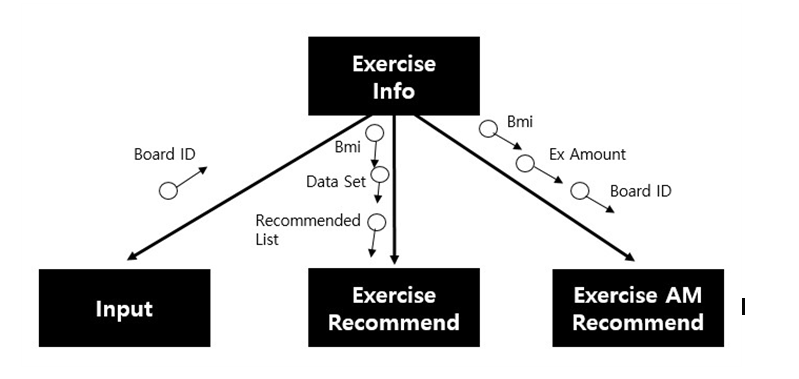 Exercise
Info
Board ID
Bmi
Data Set
Recommended
List
Bmi
Ex Amount
Board ID
Input
Exercise
Recommend
Exercise AM
Recommend